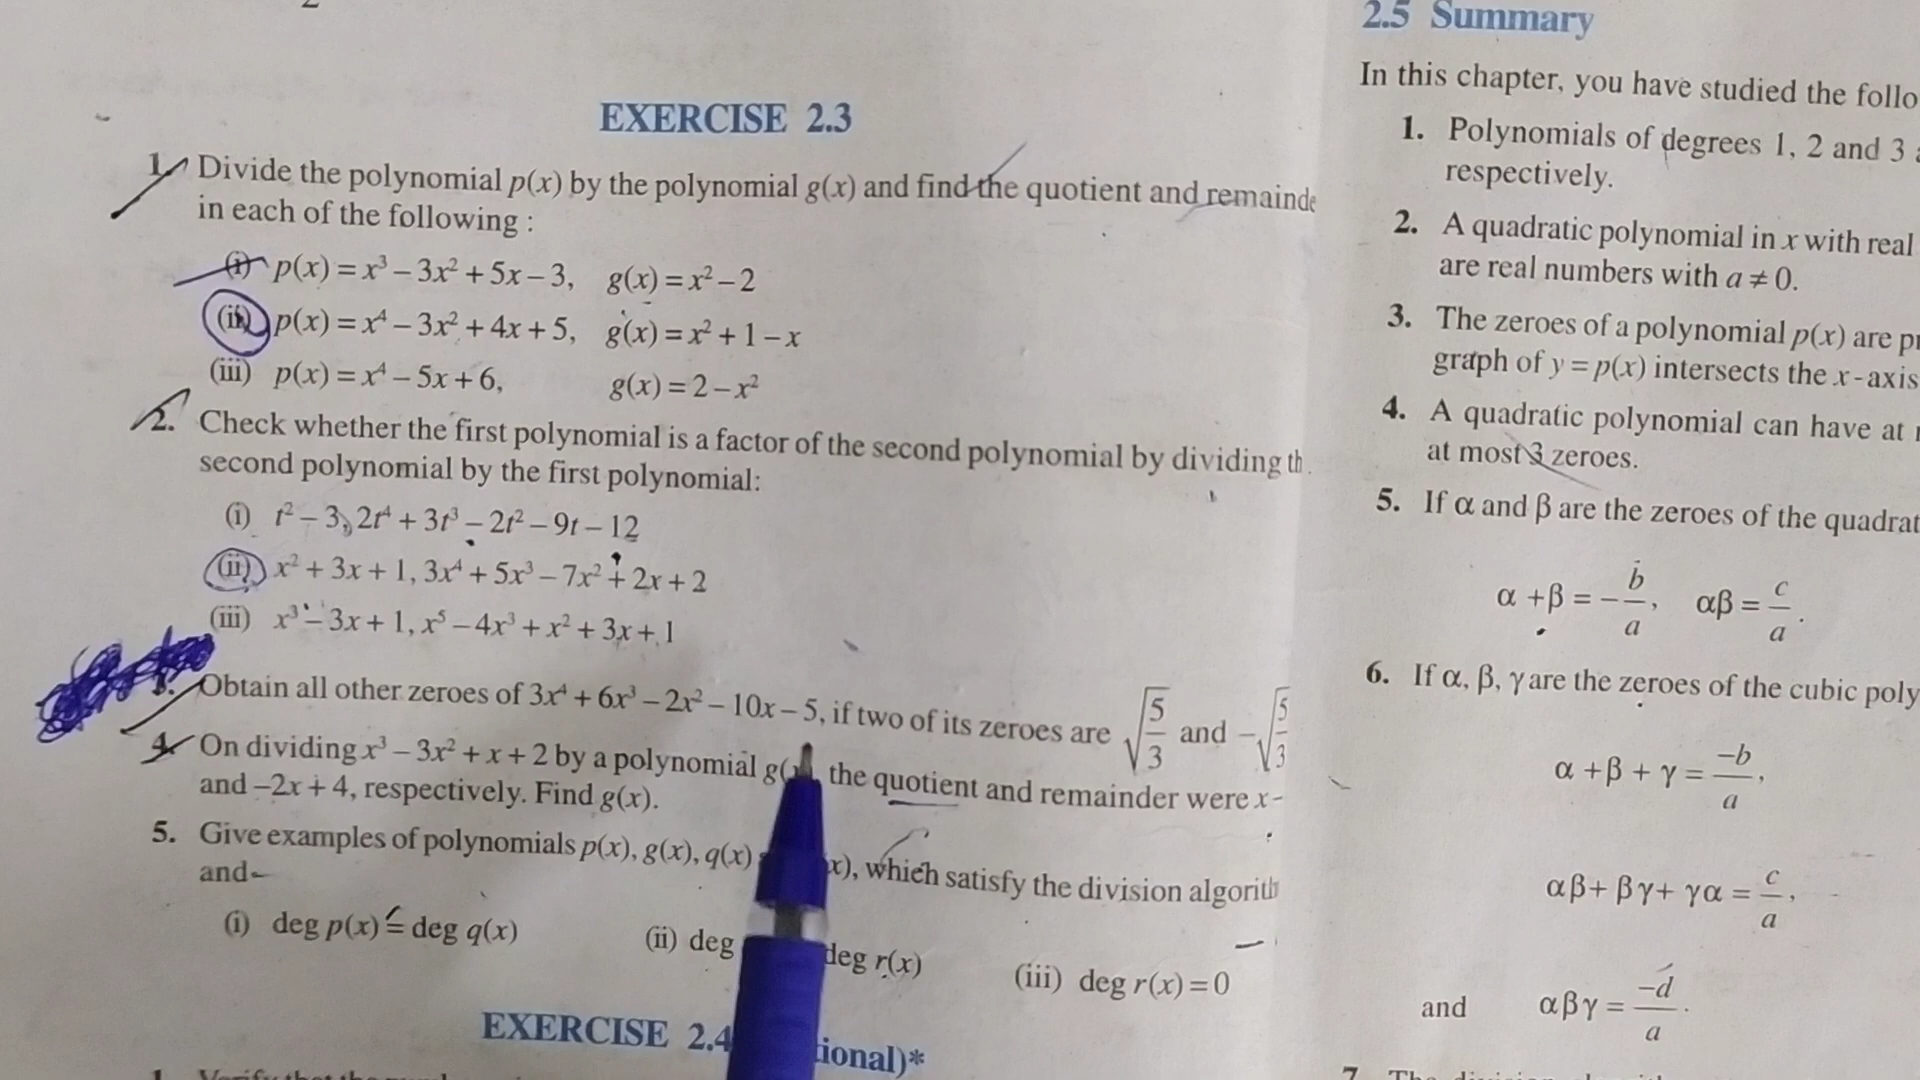 EXERCISE 2.3
1. Divide the polynomial p(x) by the polynomial g(x) and find the quotient and remainde
in each of the following :
(i) p(x) = x³ – 3x² + 5x – 3, g(x) = x² – 2
(ii) p(x) = x⁴ – 3x² + 4x + 5, g(x) = x² + 1 – x
(iii) p(x) = x⁴ – 5x + 6, g(x) = 2 – x²
2. Check whether the first polynomial is a factor of the second polynomial by dividing th
second polynomial by the first polynomial:
(i) t² – 3, 2t⁴ + 3t³ – 2t² – 9t – 12
(ii) x² + 3x + 1, 3x⁴ + 5x³ – 7x² + 2x + 2
(iii) x³ – 3x + 1, x⁵ – 4x³ + x² + 3x + 1
3. Obtain all other zeroes of 3x⁴ + 6x³ – 2x² – 10x – 5, if two of its zeroes are √(5/3) and –√(5/3)
4. On dividing x³ – 3x² + x + 2 by a polynomial g( the quotient and remainder were x –
and –2x + 4, respectively. Find g(x).
5. Give examples of polynomials p(x), g(x), q(x) x), which satisfy the division algorith
and
(i) deg p(x) = deg q(x) (ii) deg deg r(x) (iii) deg r(x) = 0
EXERCISE 2.4 ional)*
2.5 Summary
In this chapter, you have studied the follo
1. Polynomials of degrees 1, 2 and 3
respectively.
2. A quadratic polynomial in x with real
are real numbers with a ≠ 0.
3. The zeroes of a polynomial p(x) are pr
graph of y = p(x) intersects the x-axis
4. A quadratic polynomial can have at
at most 3 zeroes.
5. If α and β are the zeroes of the quadrat
α + β = –b/a, αβ = c/a.
6. If α, β, γ are the zeroes of the cubic poly
α + β + γ = –b/a,
αβ + βγ + γα = c/a,
and αβγ = –d/a.